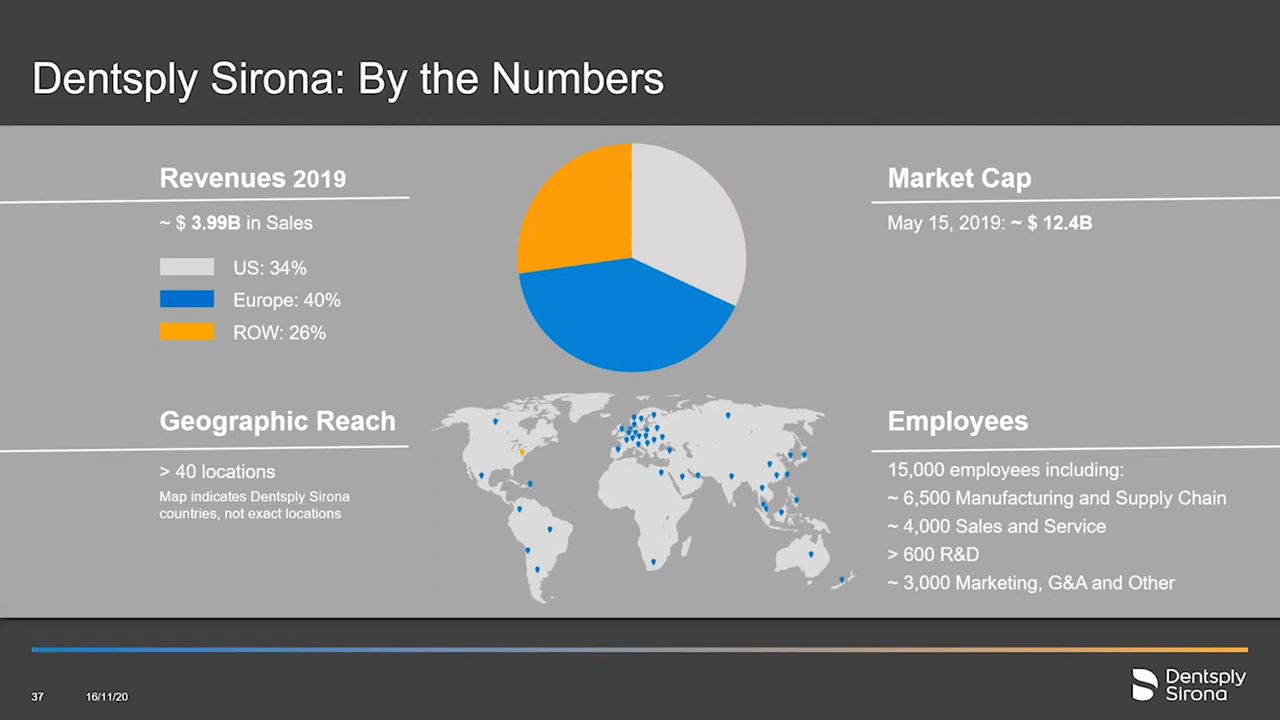 Dentsply Sirona: By the Numbers
Revenues 2019
~ $ 3.99B in Sales
US: 34%
Europe: 40%
ROW: 26%
Market Cap
May 15, 2019: ~ $ 12.4B
Geographic Reach
> 40 locations
Map indicates Dentsply Sirona
countries, not exact locations
Employees
15,000 employees including:
~ 6,500 Manufacturing and Supply Chain
~ 4,000 Sales and Service
> 600 R&D
~ 3,000 Marketing, G&A and Other
37
16/11/20
Dentsply
Sirona